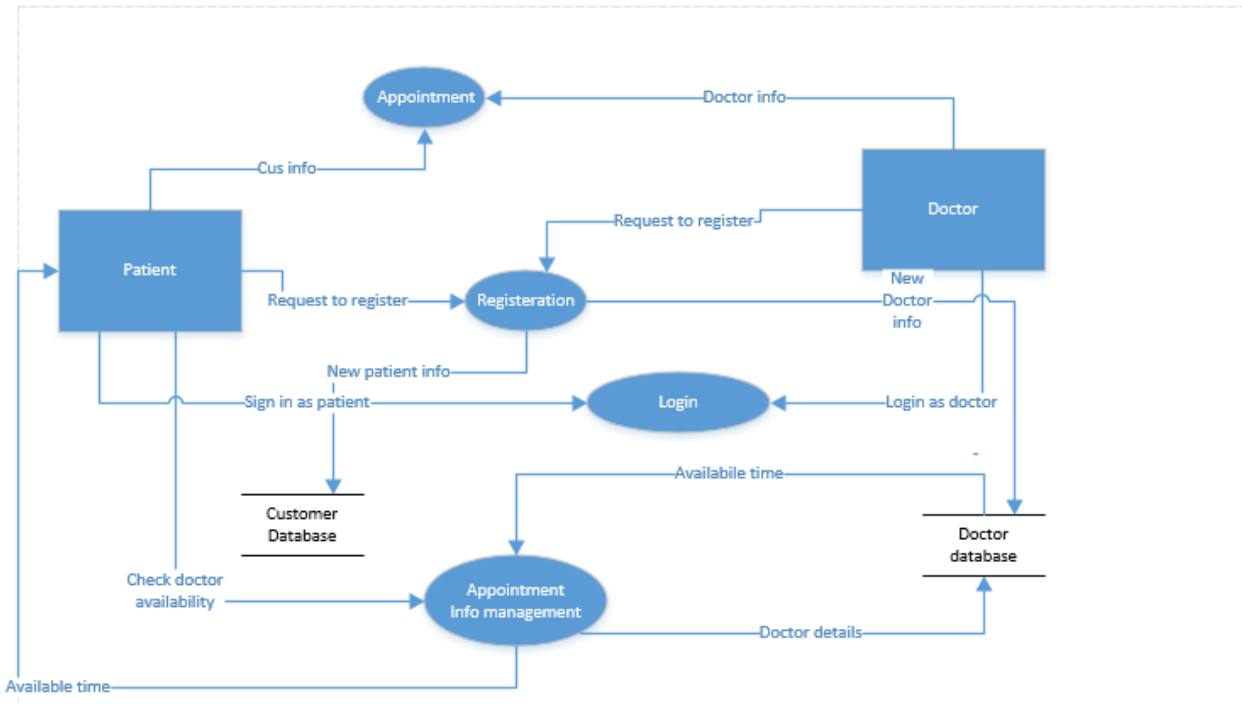 Appointment
Doctor info
Cus info
Doctor
Request to register
Patient
New
Doctor
info
Request to register
Registeration
New patient info
Sign in as patient
Login
Login as doctor
-
Availabile time
Customer
Database
Doctor
database
Check doctor
availability
Appointment
Info management
Doctor details
Available time